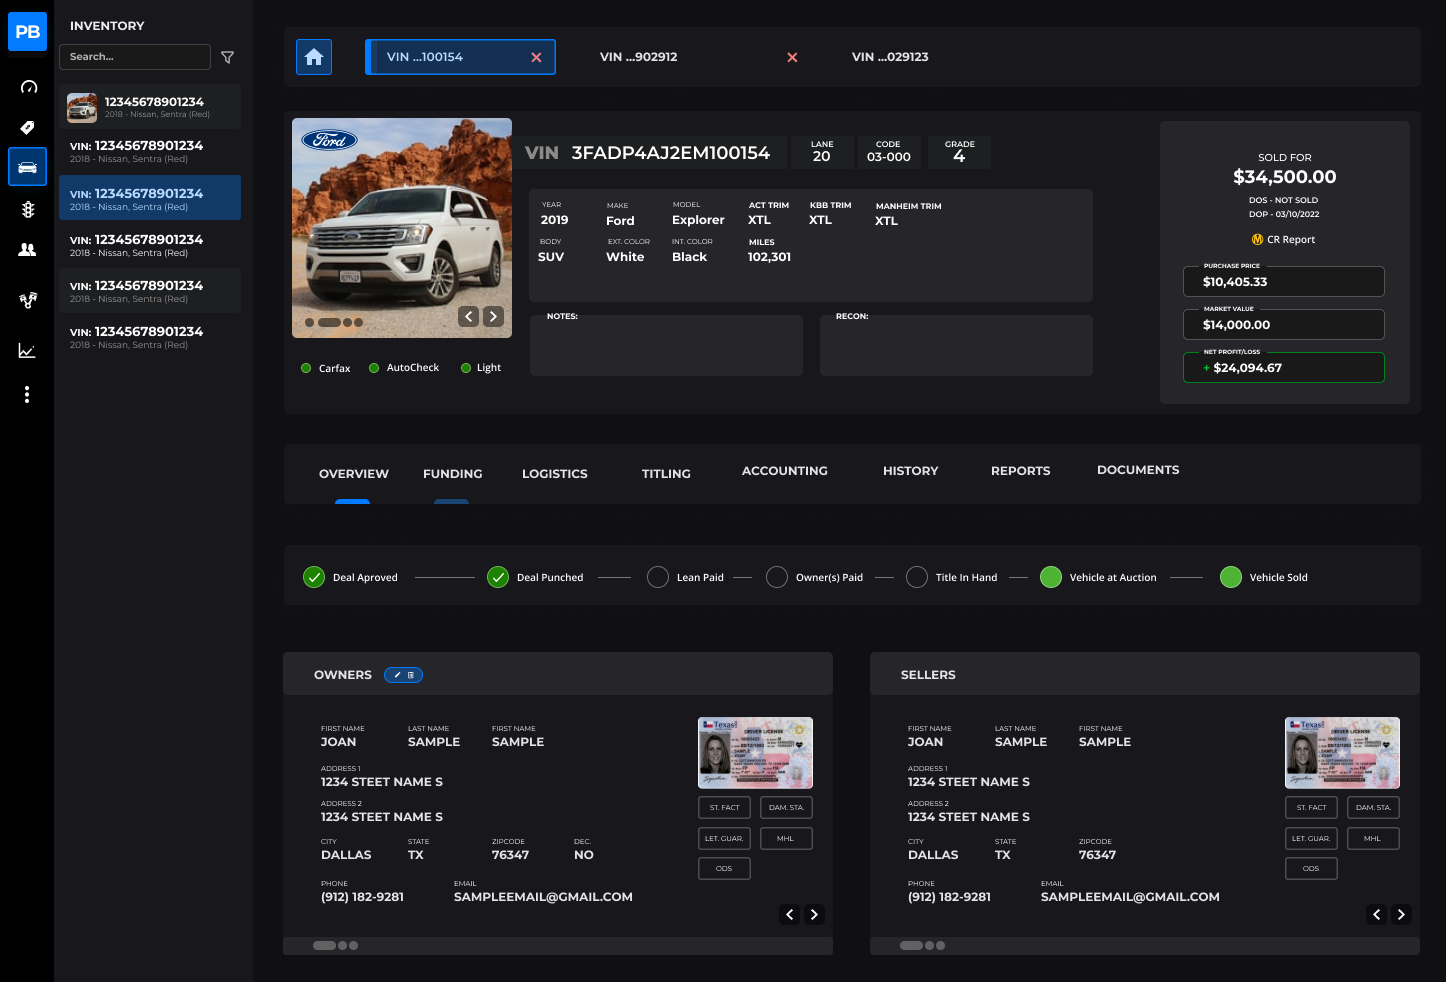 PB
INVENTORY
Search...
12345678901234
2018 - Nissan, Sentra (Red)
VIN: 12345678901234
2018 - Nissan, Sentra (Red)
VIN: 12345678901234
2018 - Nissan, Sentra (Red)
VIN: 12345678901234
2018 - Nissan, Sentra (Red)
VIN: 12345678901234
2018 - Nissan, Sentra (Red)
VIN: 12345678901234
2018 - Nissan, Sentra (Red)
VIN ...100154
VIN ...902912
VIN ...029123
Ford
VIN 3FADP4AJ2EM100154
LANE
20
CODE
03-000
GRADE
4
YEAR
2019
MAKE
Ford
MODEL
Explorer
ACT TRIM
XTL
KBB TRIM
XTL
MANHEIM TRIM
XTL
BODY
SUV
EXT. COLOR
White
INT. COLOR
Black
MILES
102,301
NOTES:
RECON:
Carfax
AutoCheck
Light
SOLD FOR
$34,500.00
DOS - NOT SOLD
DOP - 03/10/2022
CR Report
PURCHASE PRICE
$10,405.33
MARKET VALUE
$14,000.00
NET PROFIT/LOSS
+ $24,094.67
OVERVIEW
FUNDING
LOGISTICS
TITLING
ACCOUNTING
HISTORY
REPORTS
DOCUMENTS
Deal Aproved
Deal Punched
Lean Paid
Owner(s) Paid
Title In Hand
Vehicle at Auction
Vehicle Sold
OWNERS
FIRST NAME
JOAN
LAST NAME
SAMPLE
FIRST NAME
SAMPLE
ADDRESS 1
1234 STEET NAME S
ADDRESS 2
1234 STEET NAME S
CITY
DALLAS
STATE
TX
ZIPCODE
76347
DEC.
NO
PHONE
(912) 182-9281
EMAIL
SAMPLEEMAIL@GMAIL.COM
Texas
DRIVER LICENSE
ST. FACT
DAM. STA.
LET. GUAR.
MHL
ODS
SELLERS
FIRST NAME
JOAN
LAST NAME
SAMPLE
FIRST NAME
SAMPLE
ADDRESS 1
1234 STEET NAME S
ADDRESS 2
1234 STEET NAME S
CITY
DALLAS
STATE
TX
ZIPCODE
76347
PHONE
(912) 182-9281
EMAIL
SAMPLEEMAIL@GMAIL.COM
Texas
DRIVER LICENSE
ST. FACT
DAM. STA.
LET. GUAR.
MHL
ODS